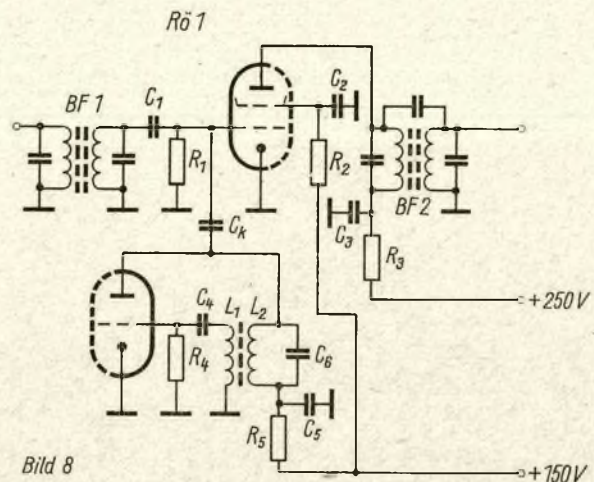 Rö 1
BF 1
C1
R1
C2
R2
BF 2
C3
R3
+250V
Ck
C4
L1
L2
R4
C6
C5
R5
+150V
Bild 8